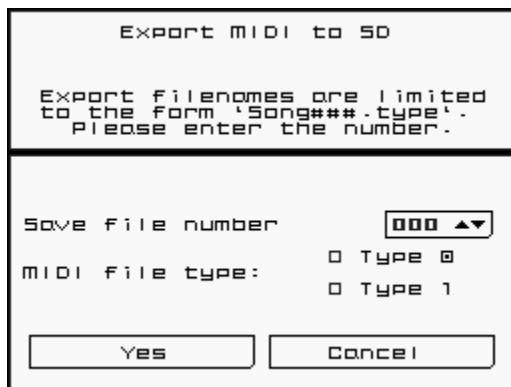 Export MIDI to SD
Export filenames are limited
to the form 'Song###.type'.
Please enter the number.
Save file number 000 ▲▼
MIDI file type:
Type 0
Type 1
Yes Cancel